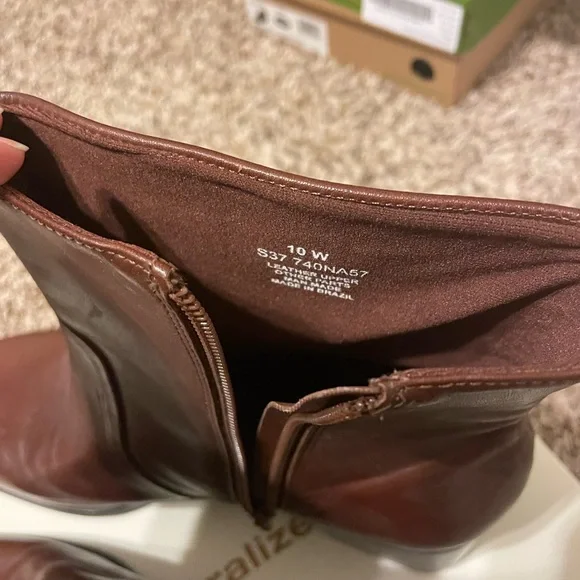 10 W
S37 740NA57
LEATHER UPPER
OTHER PARTS
MAN MADE
MADE IN BRAZIL